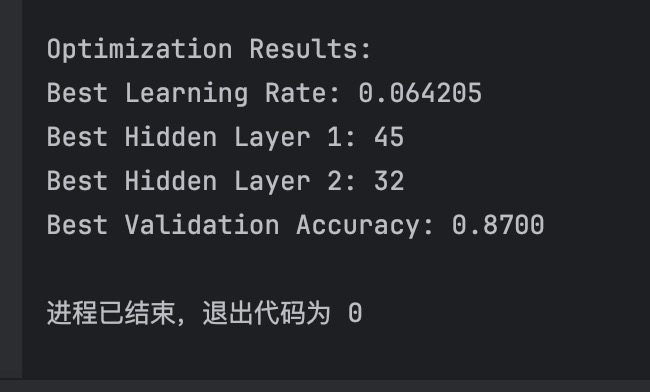 Optimization Results:
Best Learning Rate: 0.064205
Best Hidden Layer 1: 45
Best Hidden Layer 2: 32
Best Validation Accuracy: 0.8700
进程已结束，退出代码为 0